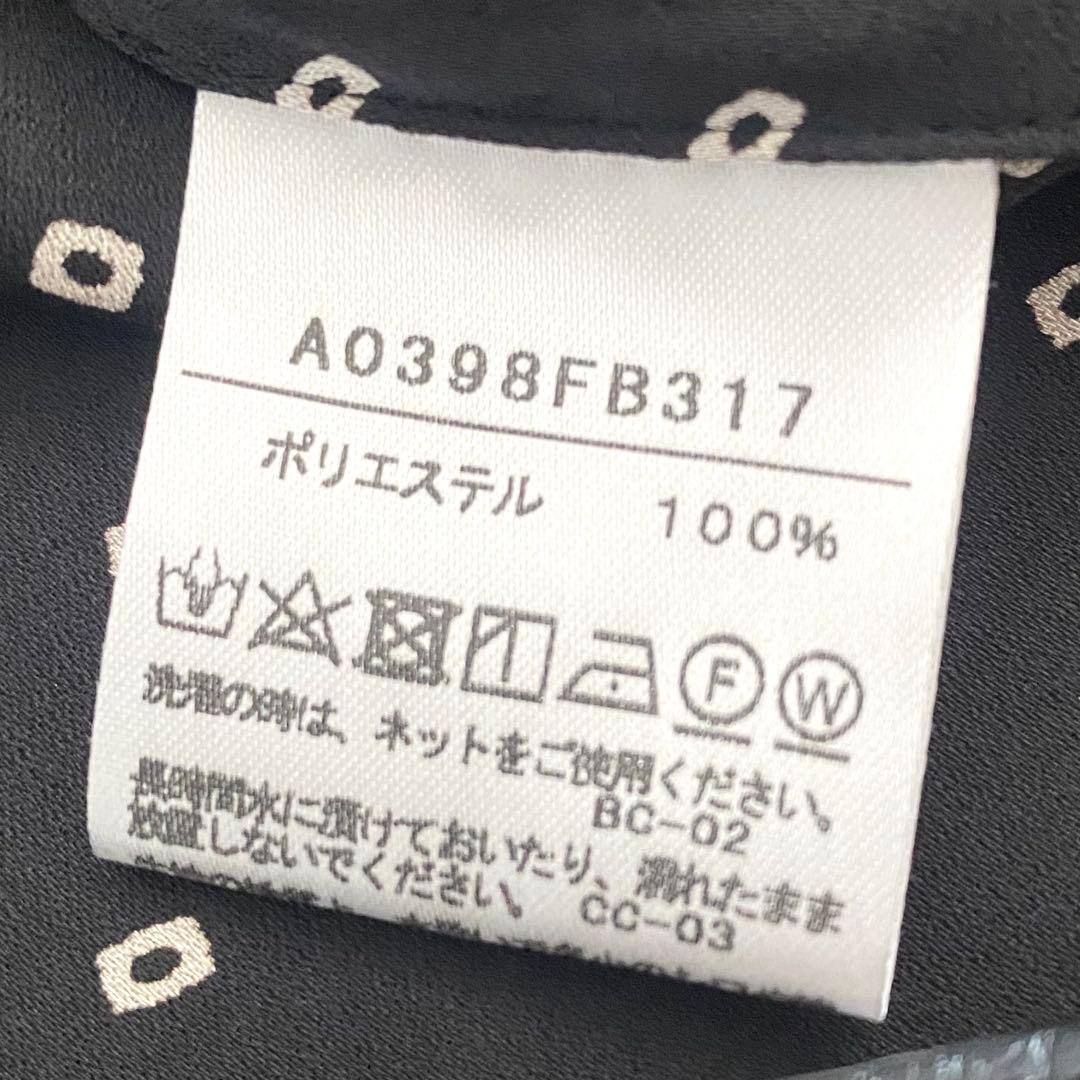 A0398FB317
ポリエステル 100%
F W
洗濯の時は、ネットをご使用ください。
BC-02
長時間水に漬けておいたり、濡れたまま
放置しないでください。 CC-03